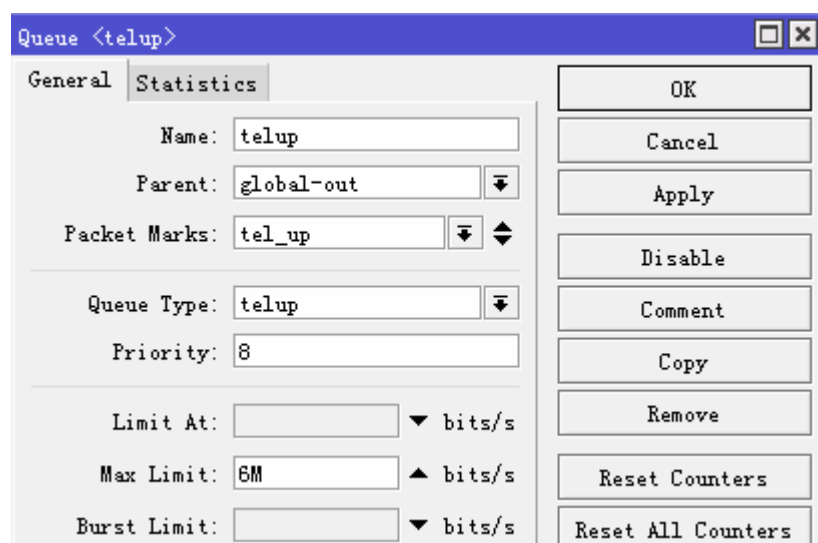 Queue <telup>
General Statistics
Name: telup
Parent: global-out
Packet Marks: tel_up
Queue Type: telup
Priority: 8
Limit At: bits/s
Max Limit: 6M bits/s
Burst Limit: bits/s
OK
Cancel
Apply
Disable
Comment
Copy
Remove
Reset Counters
Reset All Counters